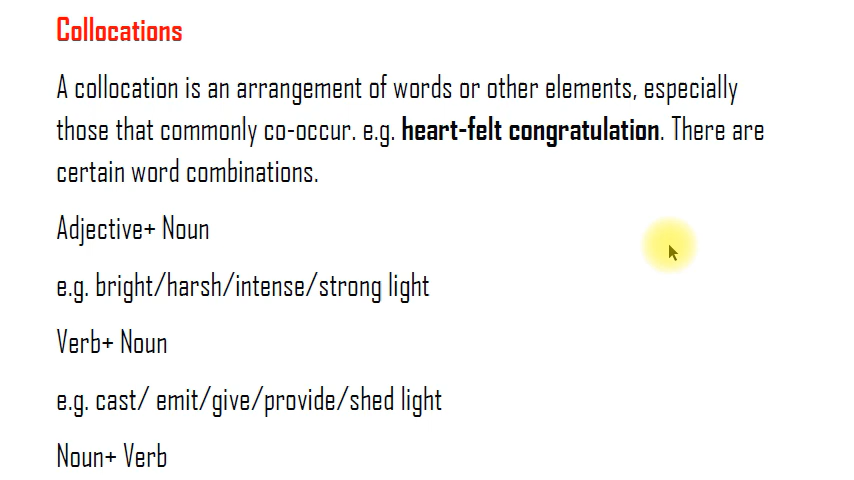 Collocations
A collocation is an arrangement of words or other elements, especially
those that commonly co-occur. e.g. heart-felt congratulation. There are
certain word combinations.
Adjective+ Noun
e.g. bright/harsh/intense/strong light
Verb+ Noun
e.g. cast/ emit/give/provide/shed light
Noun+ Verb